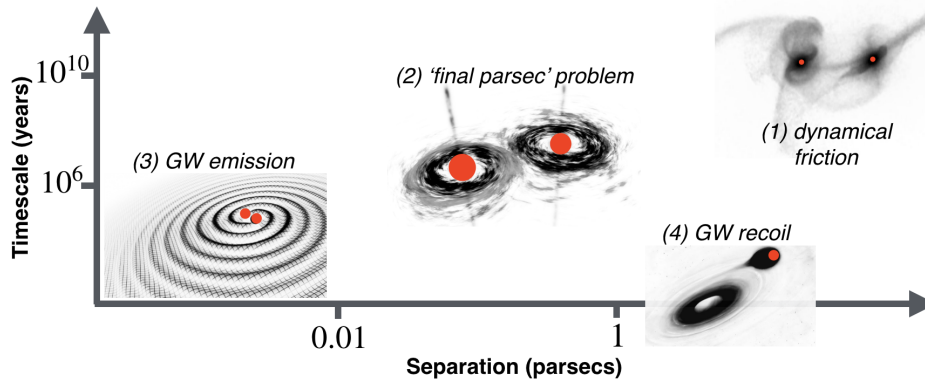 Timescale (years)
10^10
10^6
(1) dynamical
friction
(2) 'final parsec' problem
(3) GW emission
(4) GW recoil
0.01
1
Separation (parsecs)